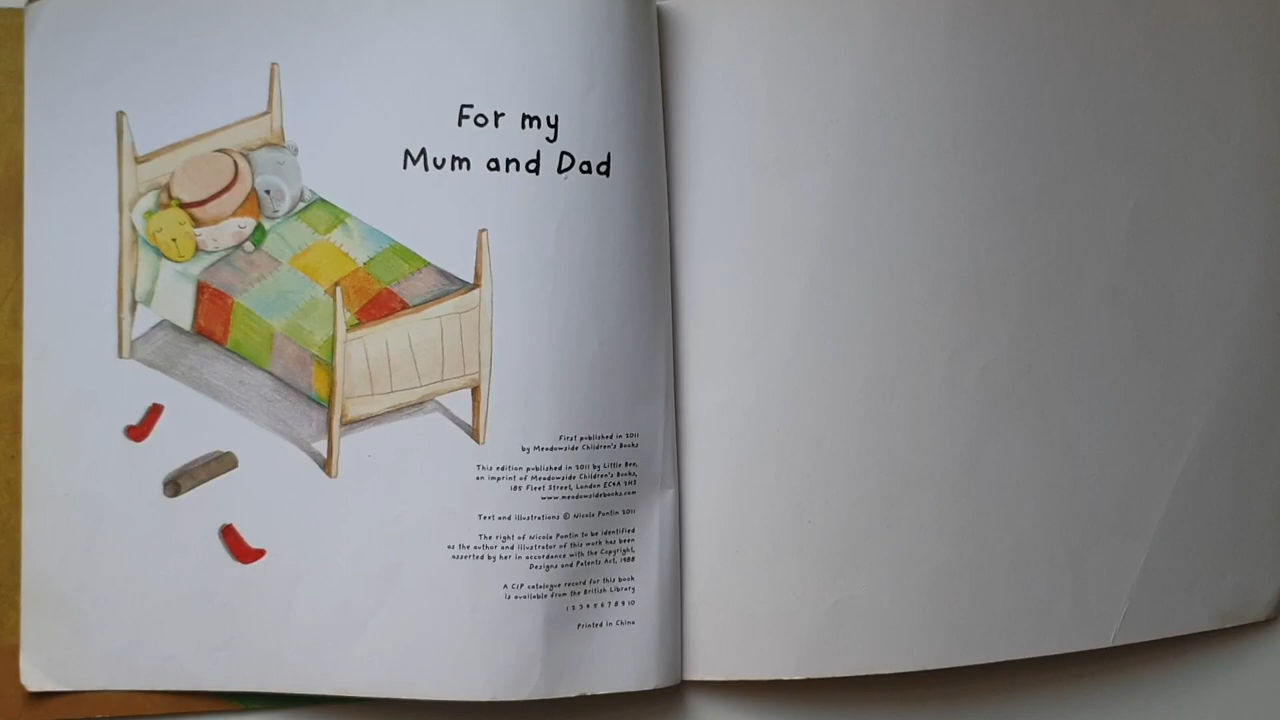 For my
Mum and Dad
First published in 2011
by Meadowside Children's Books
This edition published in 2011 by Little Bee,
an imprint of Meadowside Children's Books,
185 Fleet Street, London EC4A 2HS
www.meadowsidebooks.com
Text and illustrations © Nicola Pontin 2011
The right of Nicola Pontin to be identified
as the author and illustrator of this work has been
asserted by her in accordance with the Copyright,
Designs and Patents Act, 1988
A CIP catalogue record for this book
is available from the British Library
1 2 3 4 5 6 7 8 9 10
Printed in China